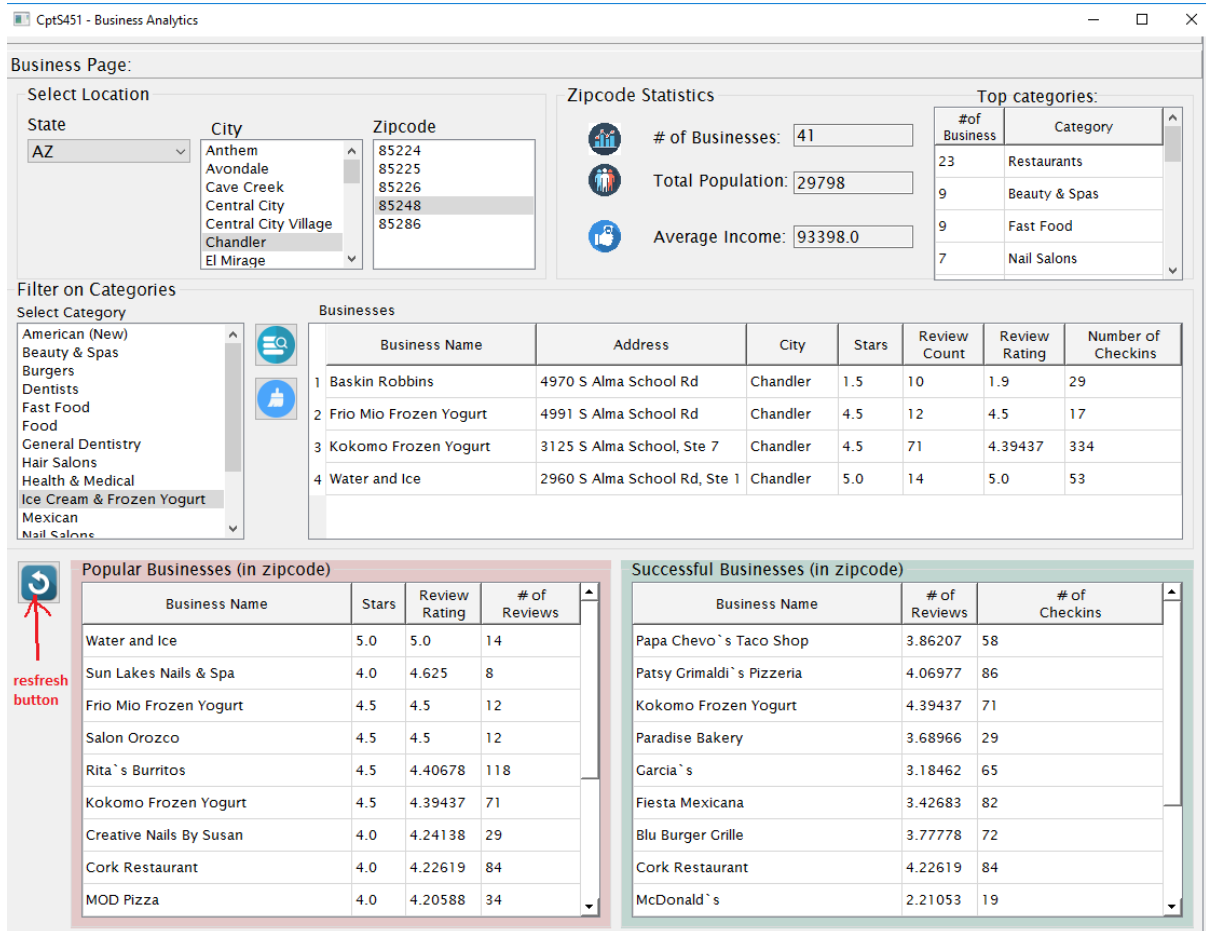 CptS451 - Business Analytics
Business Page:
Select Location
State
AZ
City
Anthem
Avondale
Cave Creek
Central City
Central City Village
Chandler
El Mirage
Zipcode
85224
85225
85226
85248
85286
Zipcode Statistics
# of Businesses: 41
Total Population: 29798
Average Income: 93398.0
Top categories:
#of Business Category
23 Restaurants
9 Beauty & Spas
9 Fast Food
7 Nail Salons
Filter on Categories
Select Category
American (New)
Beauty & Spas
Burgers
Dentists
Fast Food
Food
General Dentistry
Hair Salons
Health & Medical
Ice Cream & Frozen Yogurt
Mexican
Nail Salons
Businesses
Business Name Address City Stars Review Count Review Rating Number of Checkins
1 Baskin Robbins 4970 S Alma School Rd Chandler 1.5 10 1.9 29
2 Frio Mio Frozen Yogurt 4991 S Alma School Rd Chandler 4.5 12 4.5 17
3 Kokomo Frozen Yogurt 3125 S Alma School, Ste 7 Chandler 4.5 71 4.39437 334
4 Water and Ice 2960 S Alma School Rd, Ste 1 Chandler 5.0 14 5.0 53
resfresh
button
Popular Businesses (in zipcode)
Business Name Stars Review Rating # of Reviews
Water and Ice 5.0 5.0 14
Sun Lakes Nails & Spa 4.0 4.625 8
Frio Mio Frozen Yogurt 4.5 4.5 12
Salon Orozco 4.5 4.5 12
Rita`s Burritos 4.5 4.40678 118
Kokomo Frozen Yogurt 4.5 4.39437 71
Creative Nails By Susan 4.0 4.24138 29
Cork Restaurant 4.0 4.22619 84
MOD Pizza 4.0 4.20588 34
Successful Businesses (in zipcode)
Business Name # of Reviews # of Checkins
Papa Chevo`s Taco Shop 3.86207 58
Patsy Grimaldi`s Pizzeria 4.06977 86
Kokomo Frozen Yogurt 4.39437 71
Paradise Bakery 3.68966 29
Garcia`s 3.18462 65
Fiesta Mexicana 3.42683 82
Blu Burger Grille 3.77778 72
Cork Restaurant 4.22619 84
McDonald`s 2.21053 19